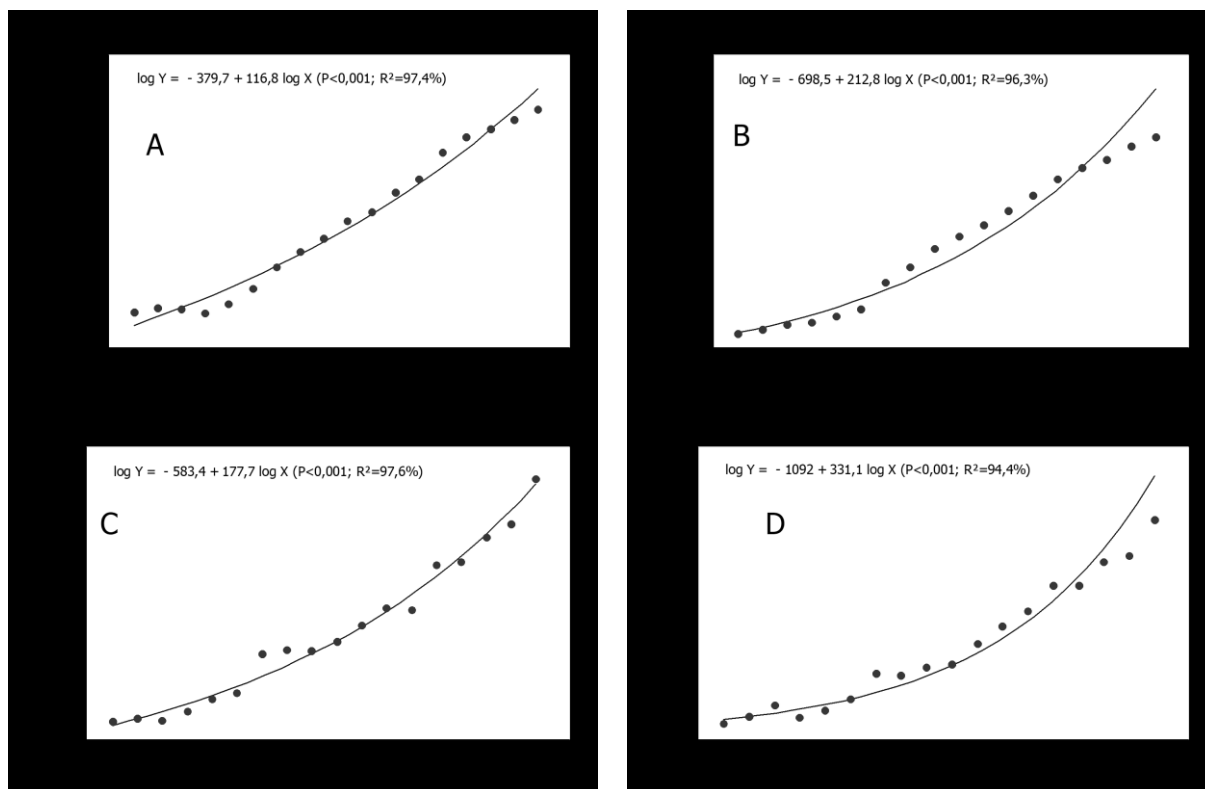 log Y = - 379,7 + 116,8 log X (P<0,001; R²=97,4%)
A
log Y = - 698,5 + 212,8 log X (P<0,001; R²=96,3%)
B
log Y = - 583,4 + 177,7 log X (P<0,001; R²=97,6%)
C
log Y = - 1092 + 331,1 log X (P<0,001; R²=94,4%)
D